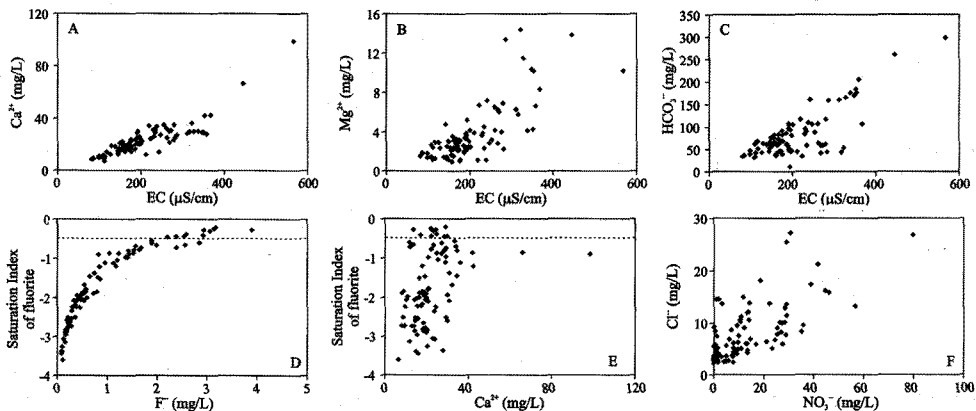 A
Ca²⁺ (mg/L)
120
80
40
0
0 200 400 600
EC (μS/cm)
B
Mg²⁺ (mg/L)
16
12
8
4
0
0 200 400 600
EC (μS/cm)
C
HCO₃⁻ (mg/L)
350
300
250
200
150
100
50
0
0 200 400 600
EC (μS/cm)
D
Saturation Index
of fluorite
0
-1
-2
-3
-4
0 1 2 3 4 5
F⁻ (mg/L)
E
Saturation Index
of fluorite
0
-1
-2
-3
-4
0 40 80 120
Ca²⁺ (mg/L)
F
Cl⁻ (mg/L)
30
20
10
0
0 20 40 60 80 100
NO₃⁻ (mg/L)